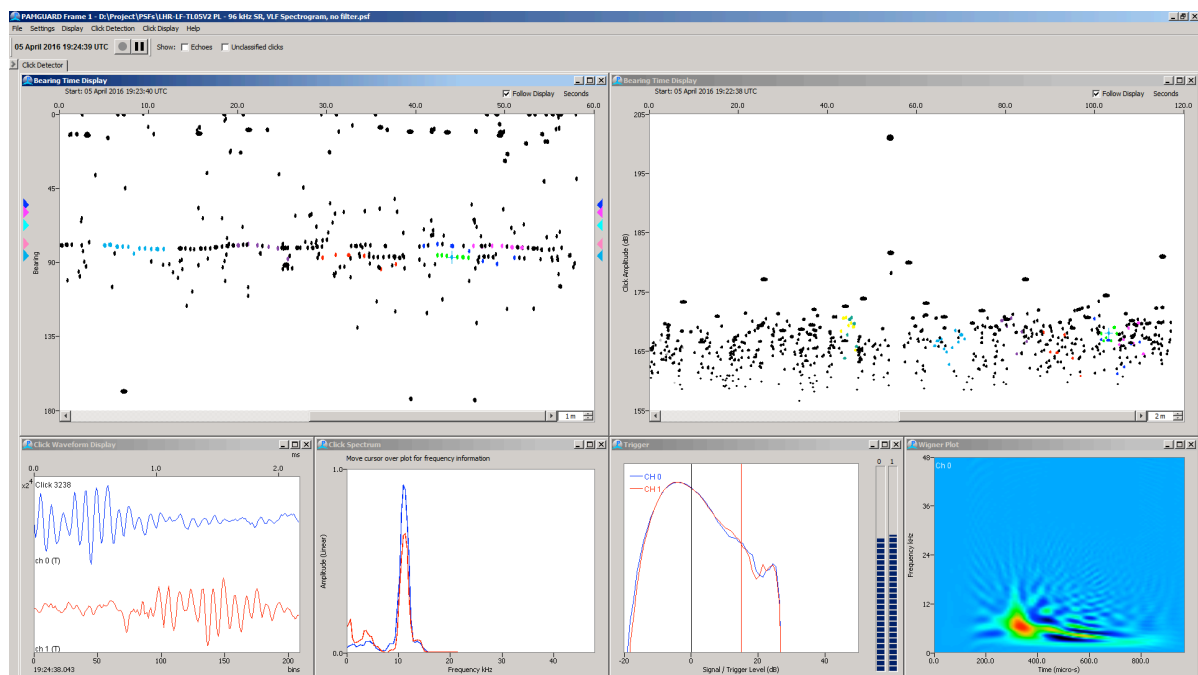 PAMGUARD Frame 1 - D:\Project\PSFs\LHR-LF-TL05V2 PL - 96 kHz SR, VLF Spectrogram, no filter.psf
File Settings Display Click Detection Click Display Help
05 April 2016 19:24:39 UTC Show: Echoes Unclassified clicks
Click Detector
Bearing Time Display
Start: 05 April 2016 19:23:40 UTC Follow Display Seconds
0.0 10.0 20.0 30.0 40.0 50.0 60.0
0
45
90
135
180
Bearing
1 m
Bearing Time Display
Start: 05 April 2016 19:22:38 UTC Follow Display Seconds
0.0 20.0 40.0 60.0 80.0 100.0 120.0
205
195
185
175
165
155
Click Amplitude (dB)
2 m
Click Waveform Display
ms
0.0 1.0 2.0
x2^4
Click 3238
ch 0 (T)
ch 1 (T)
19:24:38.043
0 50 100 150 200
bins
Click Spectrum
Move cursor over plot for frequency information
1.0
0.0
Amplitude (Linear)
0 10 20 30 40
Frequency kHz
Trigger
CH 0
CH 1
0 1
-20 0 20 40
Signal / Trigger Level (dB)
Wigner Plot
Ch 0
48
36
24
12
0
Frequency kHz
0.0 200.0 400.0 600.0 800.0
Time (micro-s)